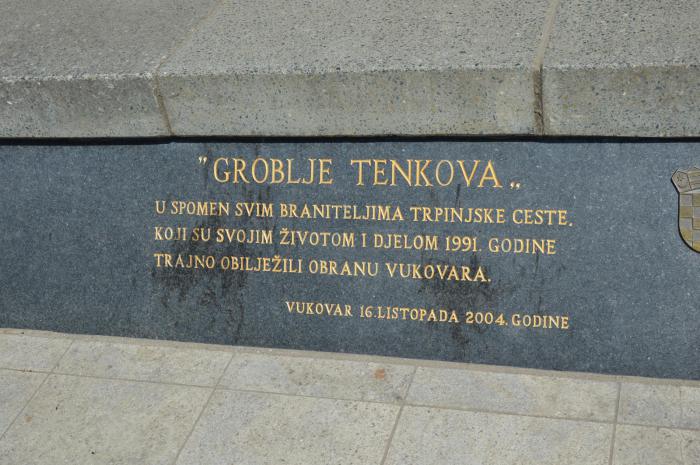 " GROBLJE TENKOVA „
U SPOMEN SVIM BRANITELJIMA TRPINJSKE CESTE,
KOJI SU SVOJIM ŽIVOTOM I DJELOM 1991. GODINE
TRAJNO OBILJEŽILI OBRANU VUKOVARA.
VUKOVAR 16.LISTOPADA 2004. GODINE